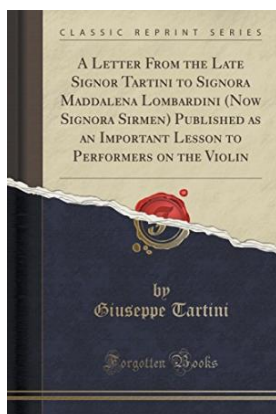 CLASSIC REPRINT SERIES
A Letter From the Late
Signor Tartini to Signora
Maddalena Lombardini (Now
Signora Sirmen) Published as
an Important Lesson to
Performers on the Violin
by
Giuseppe Tartini
Forgotten Books